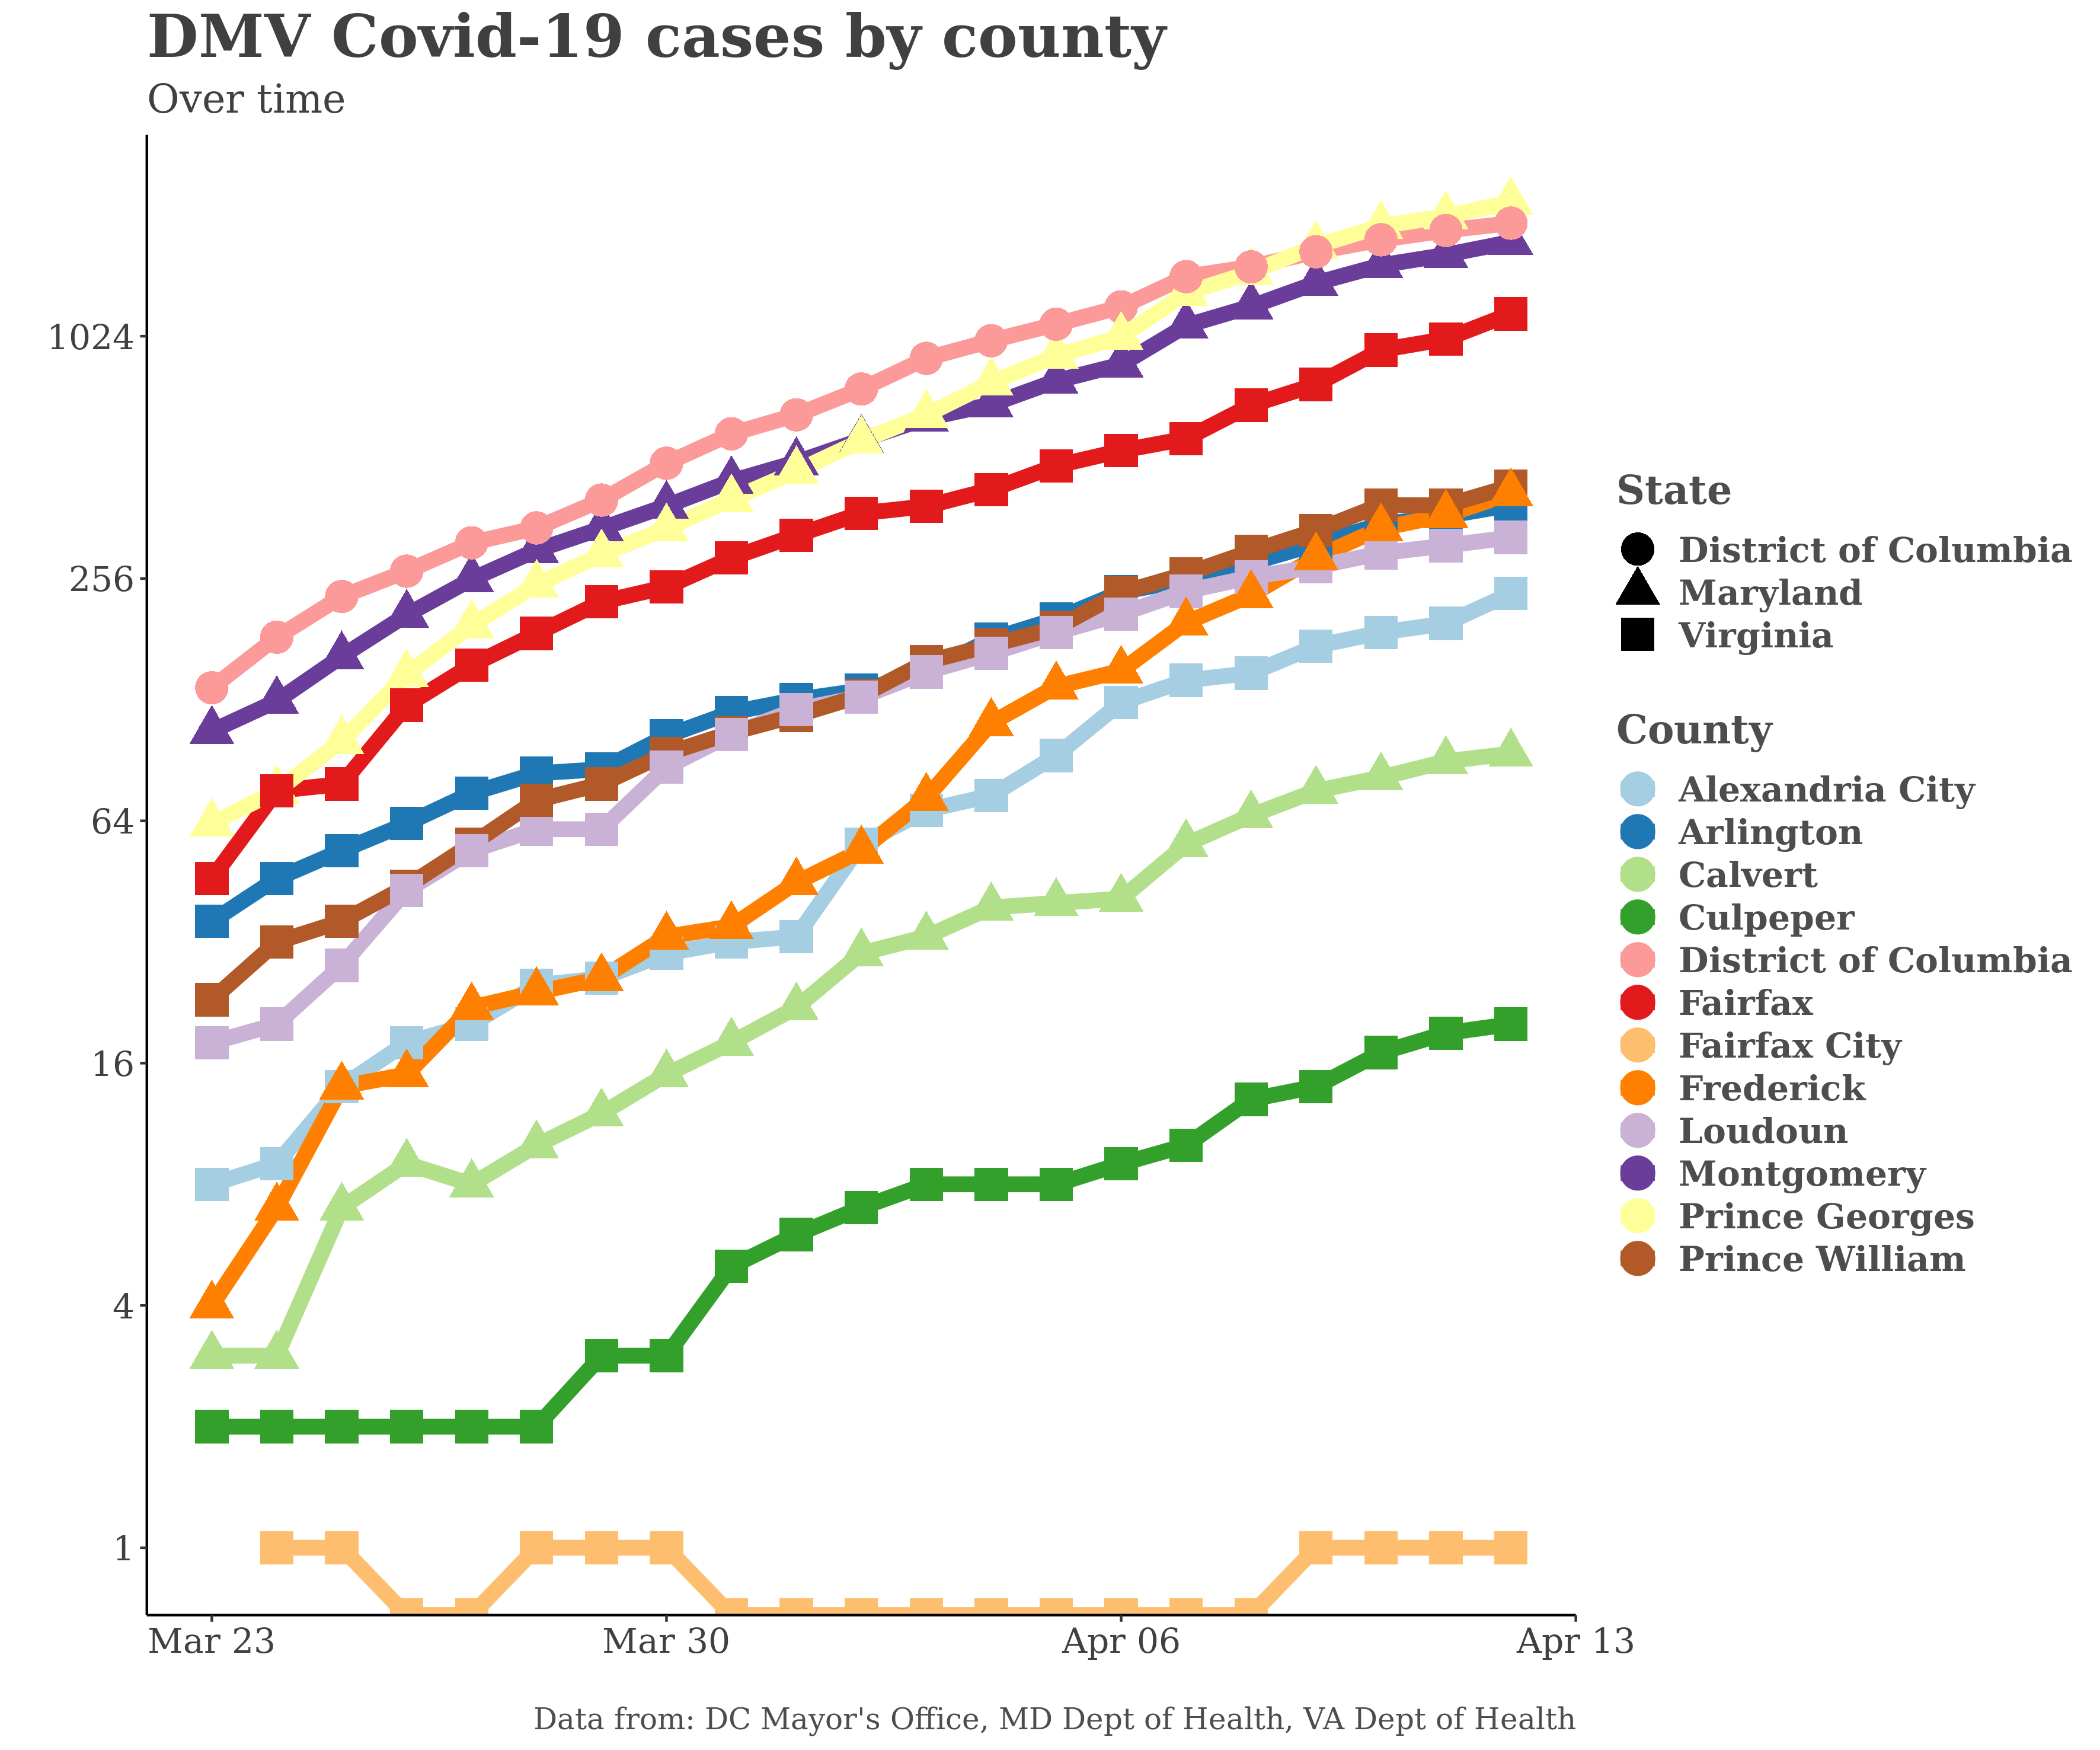 DMV Covid-19 cases by county
Over time
1024
256
64
16
4
1
Mar 23 Mar 30 Apr 06 Apr 13
State
District of Columbia
Maryland
Virginia
County
Alexandria City
Arlington
Calvert
Culpeper
District of Columbia
Fairfax
Fairfax City
Frederick
Loudoun
Montgomery
Prince Georges
Prince William
Data from: DC Mayor's Office, MD Dept of Health, VA Dept of Health